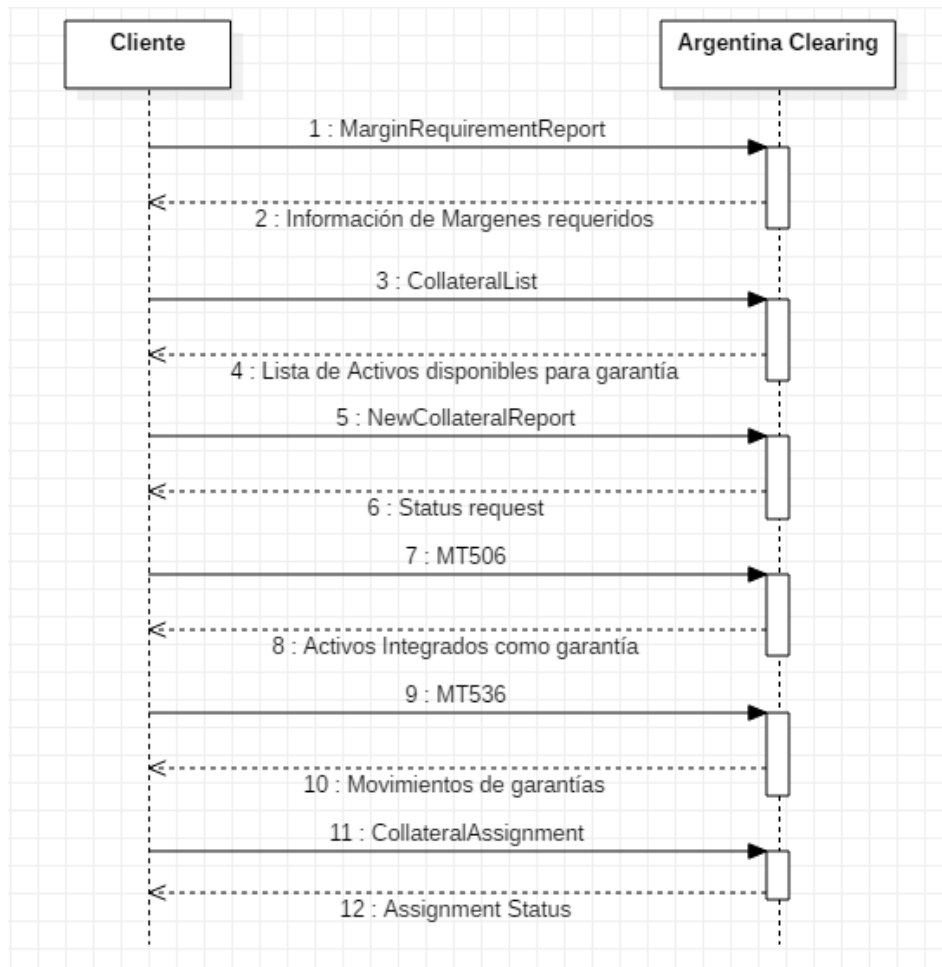 Cliente
Argentina Clearing
1 : MarginRequirementReport
2 : Información de Margenes requeridos
3 : CollateralList
4 : Lista de Activos disponibles para garantía
5 : NewCollateralReport
6 : Status request
7 : MT506
8 : Activos Integrados como garantía
9 : MT536
10 : Movimientos de garantías
11 : CollateralAssignment
12 : Assignment Status